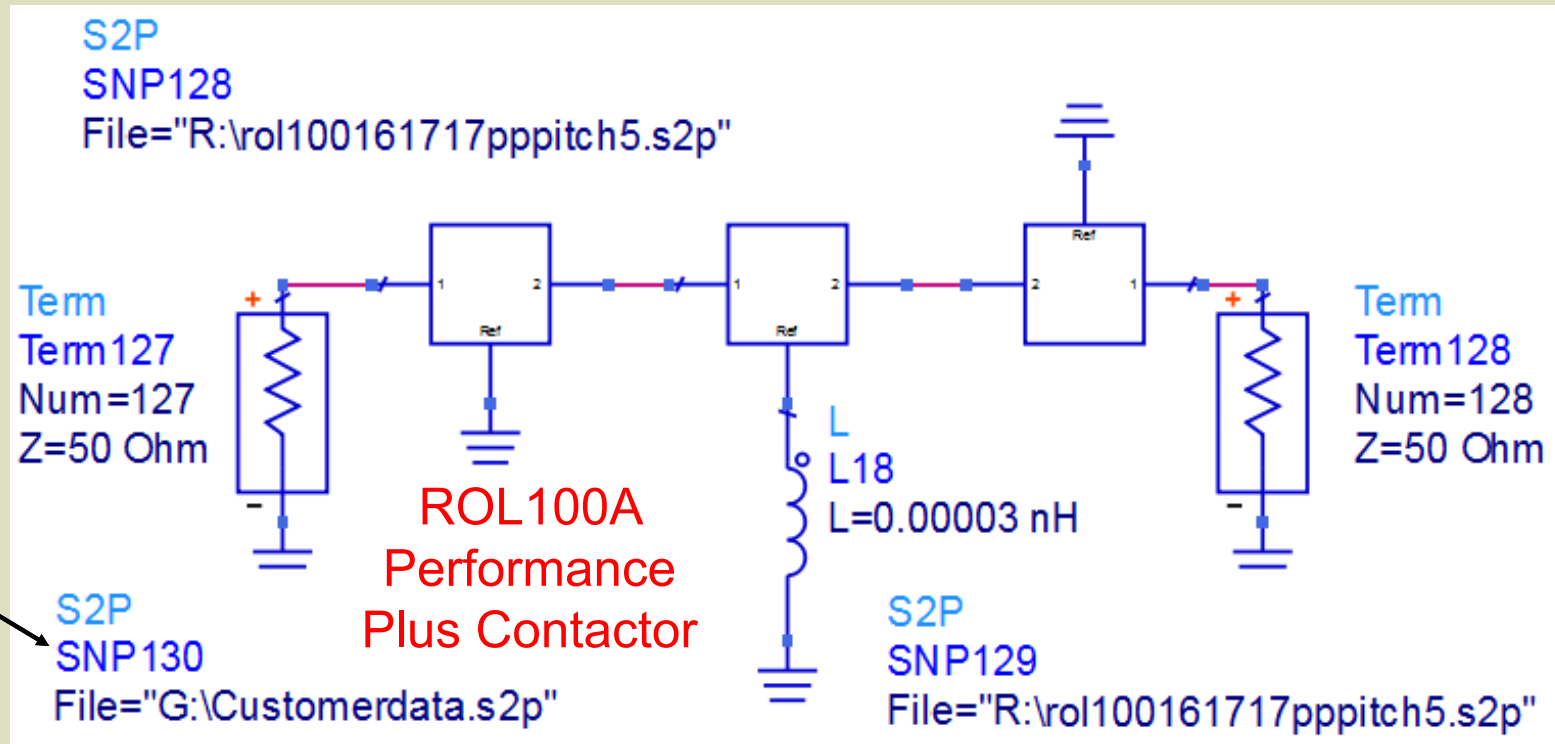 S2P
SNP128
File="R:\rol100161717pppitch5.s2p"
Ref
1
2
Ref
1
2
Ref
2
1
+
Term
Term127
Num=127
Z=50 Ohm
-
L
L18
L=0.00003 nH
+
Term
Term128
Num=128
Z=50 Ohm
-
ROL100A
Performance
Plus Contactor
S2P
SNP130
File="G:\Customerdata.s2p"
S2P
SNP129
File="R:\rol100161717pppitch5.s2p"